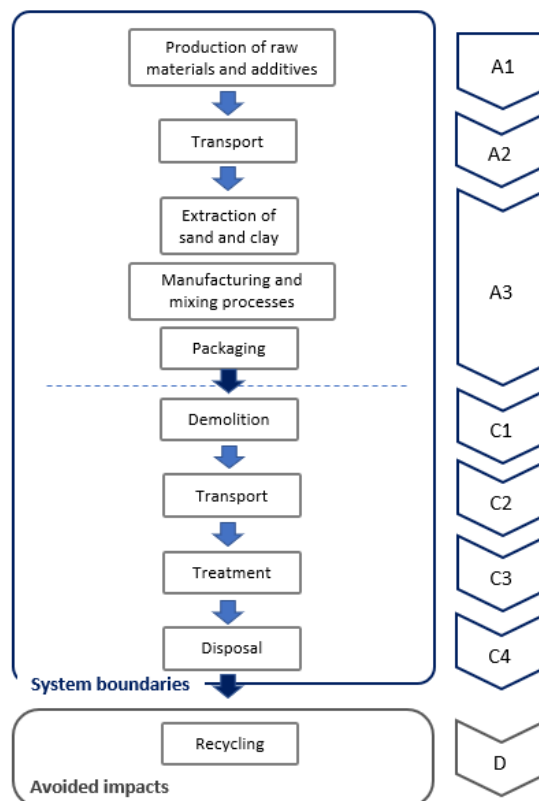 Production of raw
materials and additives
A1
Transport
A2
Extraction of
sand and clay
Manufacturing and
mixing processes
A3
Packaging
Demolition
C1
Transport
C2
Treatment
C3
Disposal
C4
System boundaries
Recycling
D
Avoided impacts